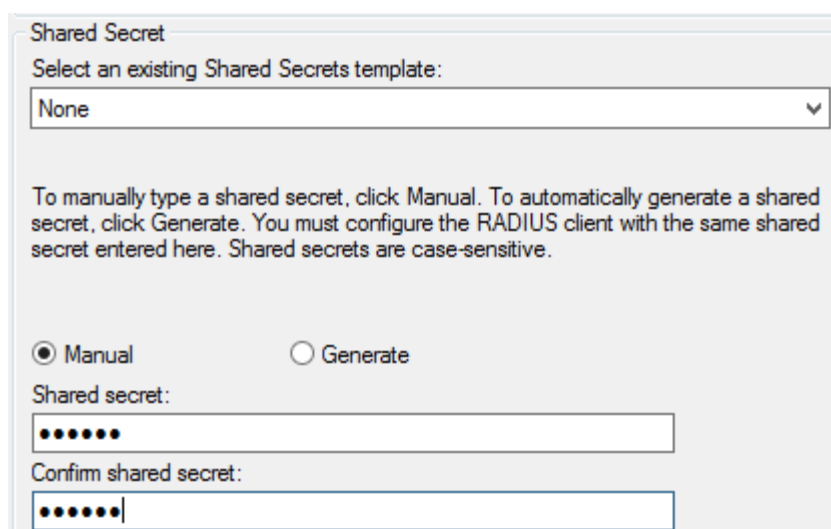 Shared Secret
Select an existing Shared Secrets template:
None
To manually type a shared secret, click Manual. To automatically generate a shared
secret, click Generate. You must configure the RADIUS client with the same shared
secret entered here. Shared secrets are case-sensitive.
Manual Generate
Shared secret:
••••••
Confirm shared secret:
••••••